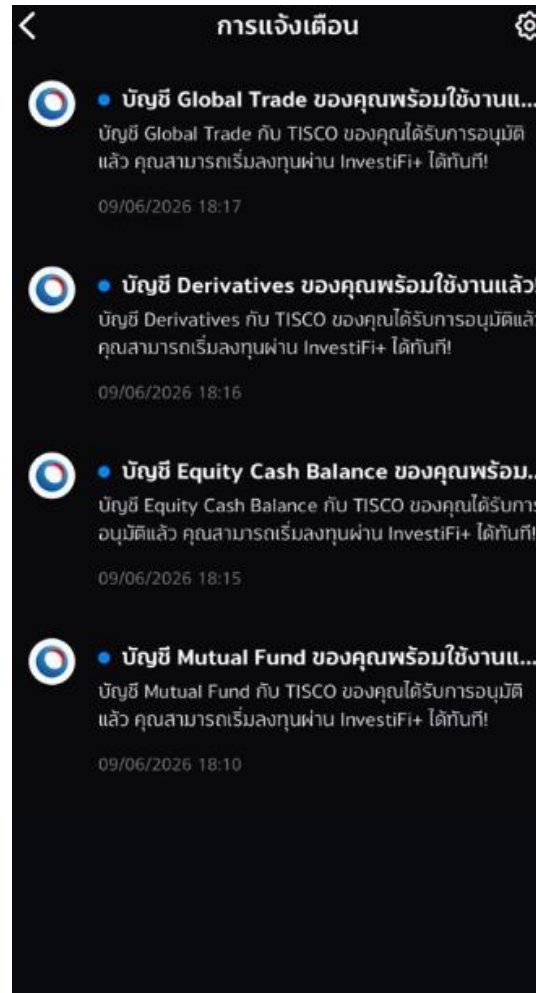 การแจ้งเตือน
บัญชี Global Trade ของคุณพร้อมใช้งานแ...
บัญชี Global Trade กับ TISCO ของคุณได้รับการอนุมัติ
แล้ว คุณสามารถเริ่มลงทุนผ่าน InvestiFi+ ได้ทันที!
09/06/2026 18:17
บัญชี Derivatives ของคุณพร้อมใช้งานแล้ว!
บัญชี Derivatives กับ TISCO ของคุณได้รับการอนุมัติแล้ว
คุณสามารถเริ่มลงทุนผ่าน InvestiFi+ ได้ทันที!
09/06/2026 18:16
บัญชี Equity Cash Balance ของคุณพร้อม...
บัญชี Equity Cash Balance กับ TISCO ของคุณได้รับการ
อนุมัติแล้ว คุณสามารถเริ่มลงทุนผ่าน InvestiFi+ ได้ทันที!
09/06/2026 18:15
บัญชี Mutual Fund ของคุณพร้อมใช้งานแ...
บัญชี Mutual Fund กับ TISCO ของคุณได้รับการอนุมัติ
แล้ว คุณสามารถเริ่มลงทุนผ่าน InvestiFi+ ได้ทันที!
09/06/2026 18:10